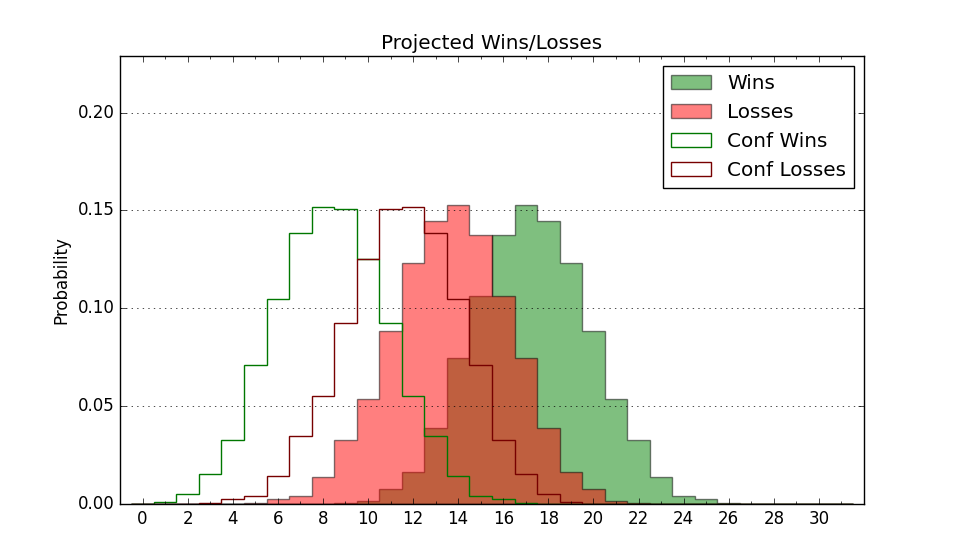 Projected Wins/Losses
Wins
Losses
Conf Wins
Conf Losses
Probability
0.20
0.15
0.10
0.05
0.00
0 2 4 6 8 10 12 14 16 18 20 22 24 26 28 30